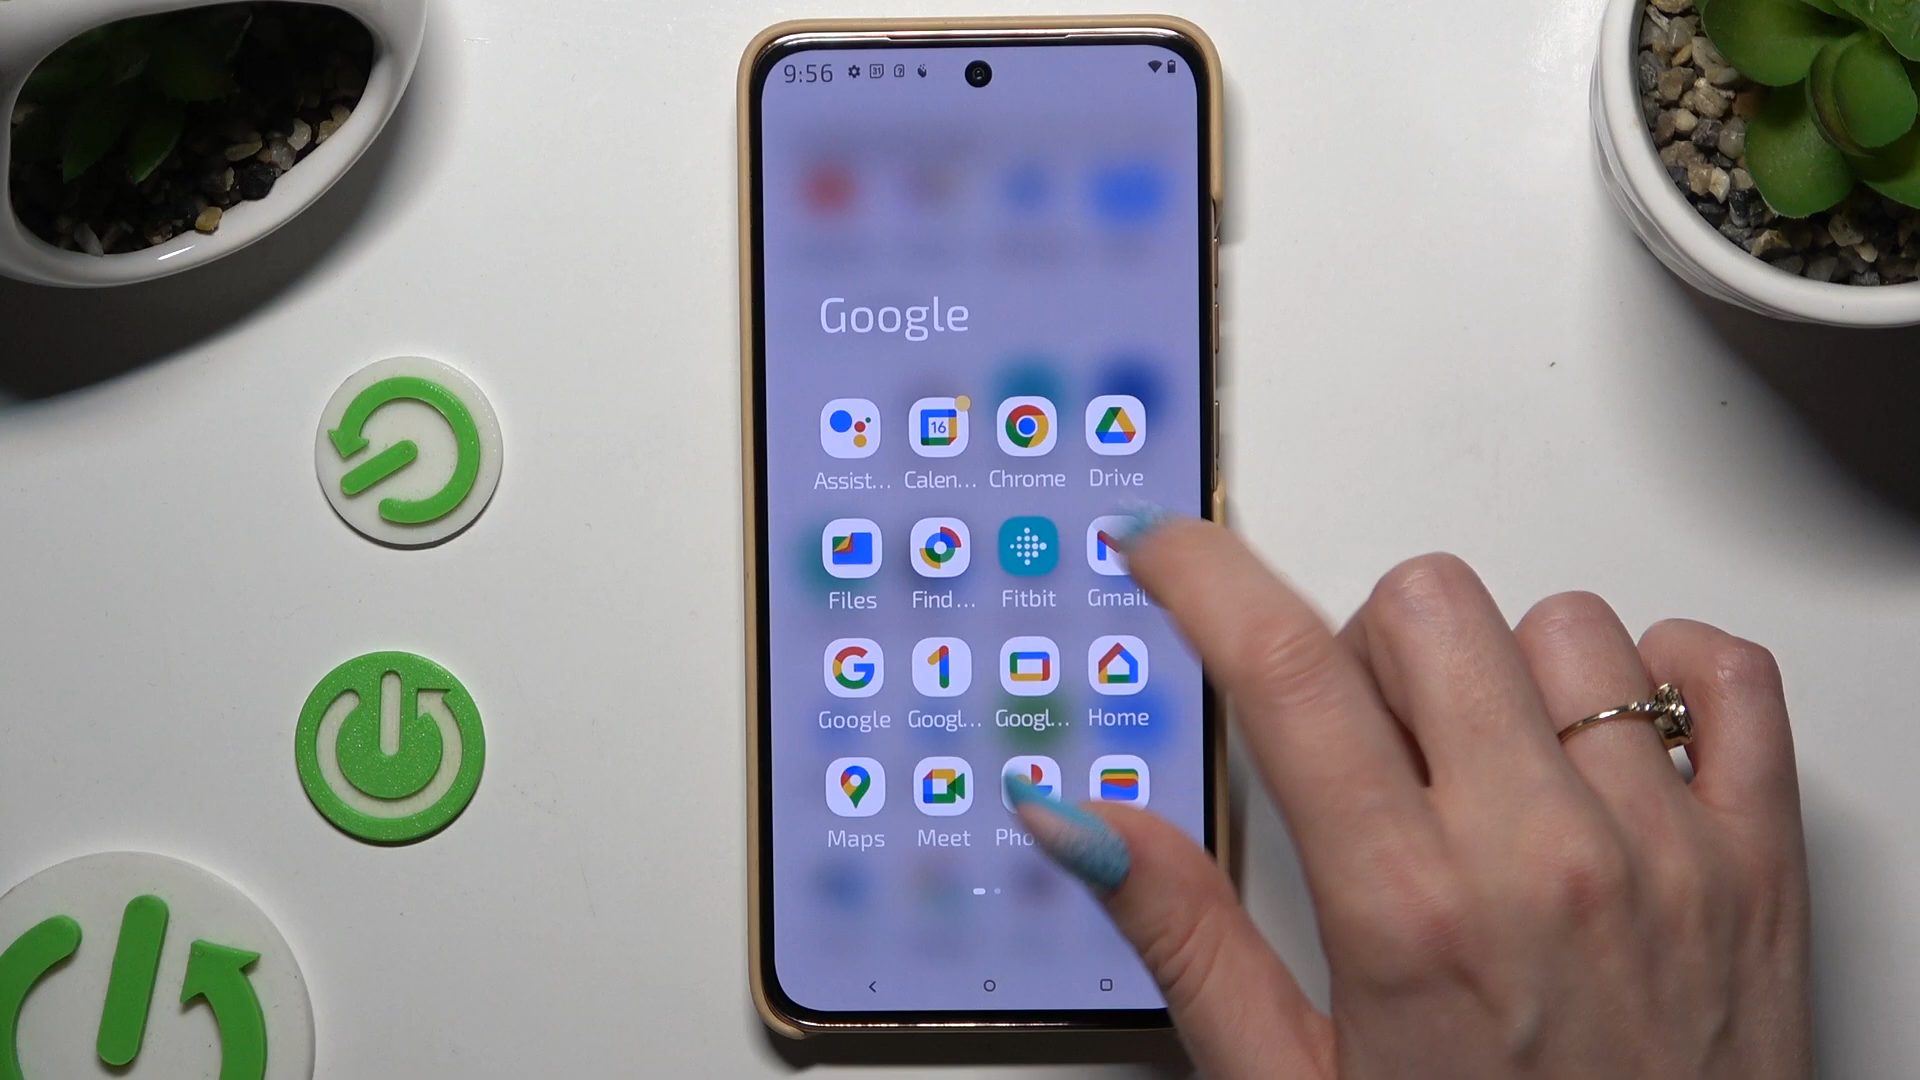 9:56
31
Google
Assist... Calen... Chrome Drive
16
Files Find... Fitbit Gmail
Google Googl... Googl... Home
Maps Meet Pho